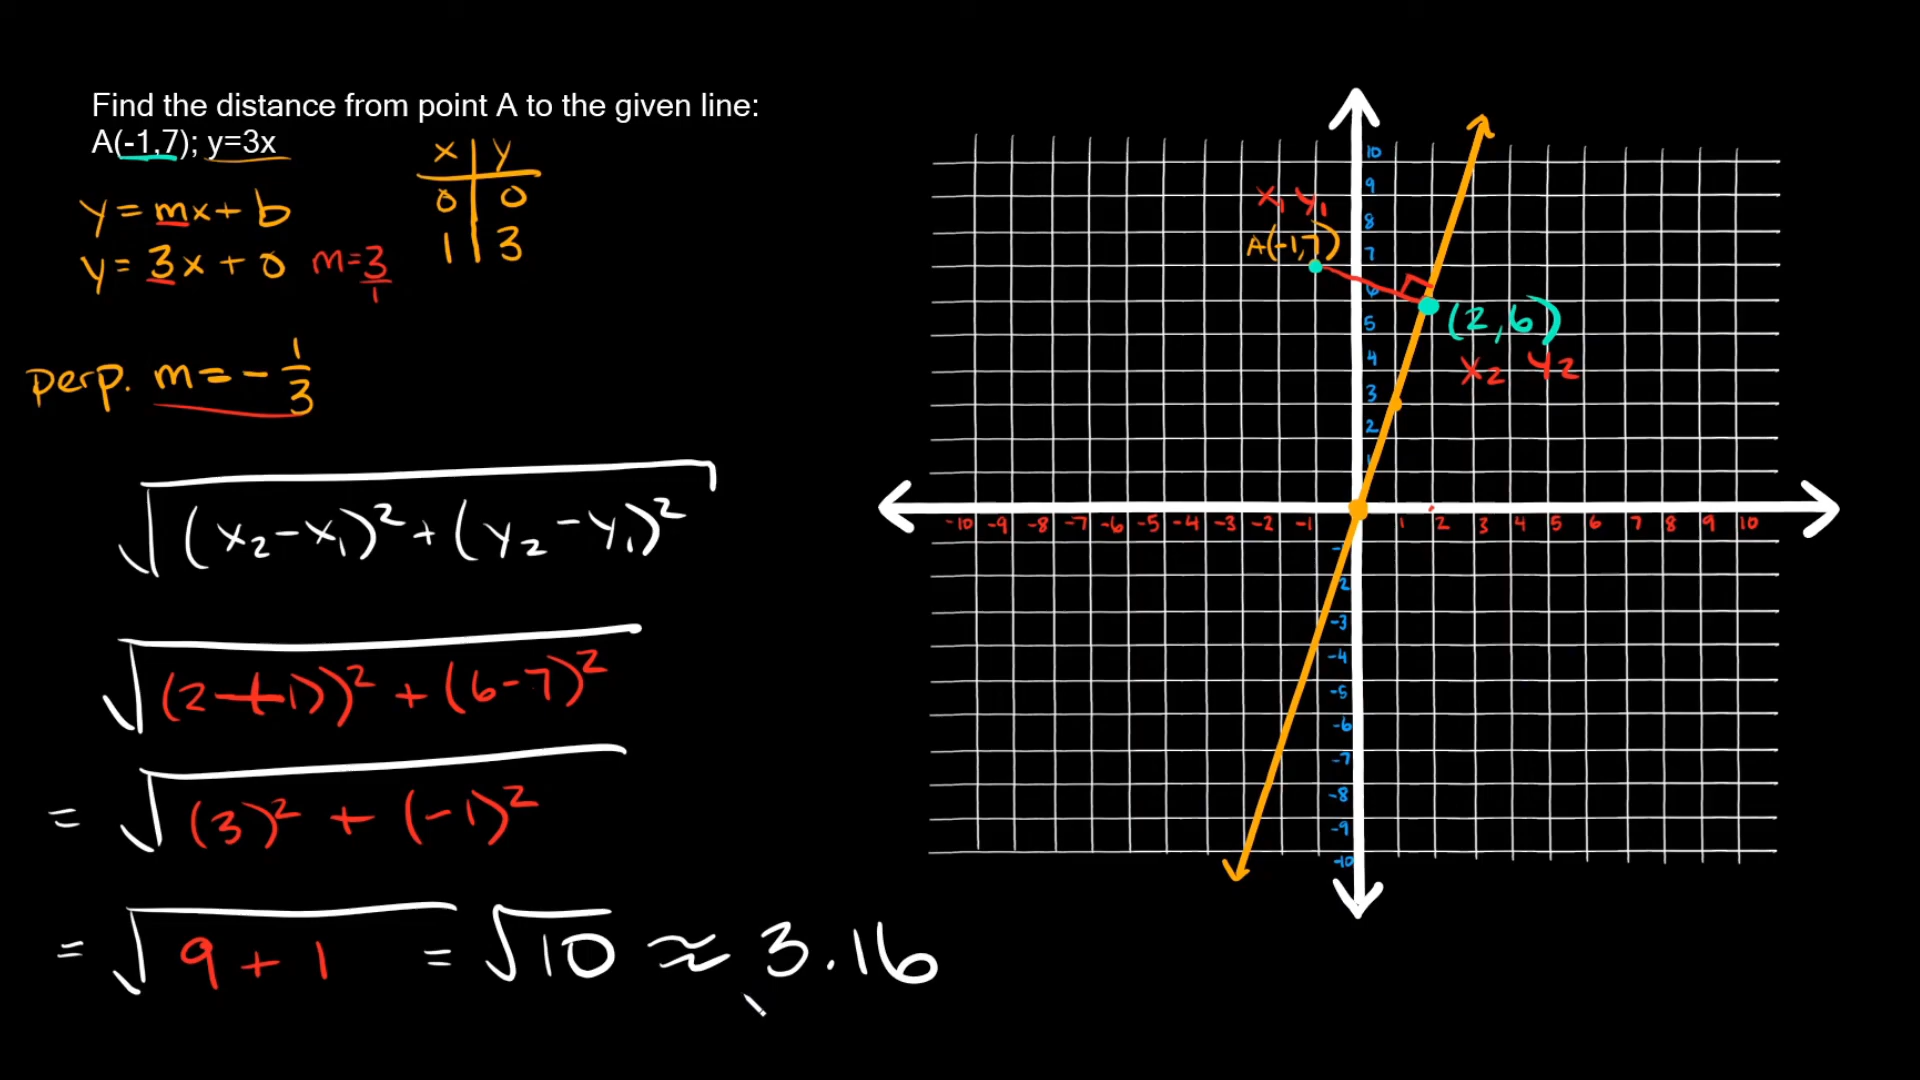 Find the distance from point A to the given line:
A(-1,7); y=3x
x | y
0 | 0
1 | 3
y = mx + b
y = 3x + 0 m = 3/1
perp. m = - 1/3
√(x₂-x₁)² + (y₂-y₁)²
√(2-(-1))² + (6-7)²
= √(3)² + (-1)²
= √9 + 1 = √10 ≈ 3.16
10
9
x₁ y₁
8
A(-1,7)
7
6
5
(2,6)
4
x₂ y₂
3
2
1
-10 -9 -8 -7 -6 -5 -4 -3 -2 -1 1 2 3 4 5 6 7 8 9 10
-
2
-3
-4
-5
-6
-7
-8
-9
-10